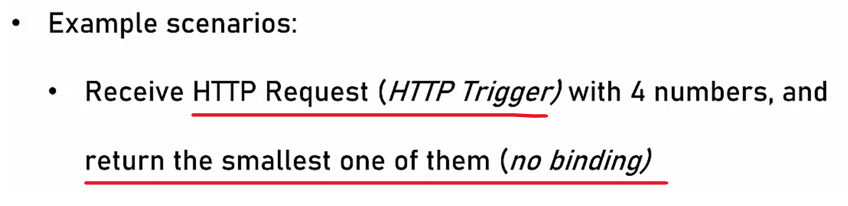 • Example scenarios:
• Receive HTTP Request (HTTP Trigger) with 4 numbers, and
return the smallest one of them (no binding)